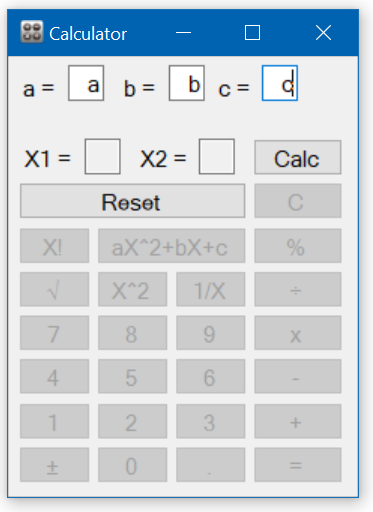 Calculator
a = a b = b c = c
X1 = X2 = Calc
Reset C
X! aX^2+bX+c %
√ X^2 1/X ÷
7 8 9 x
4 5 6 -
1 2 3 +
± 0 . =